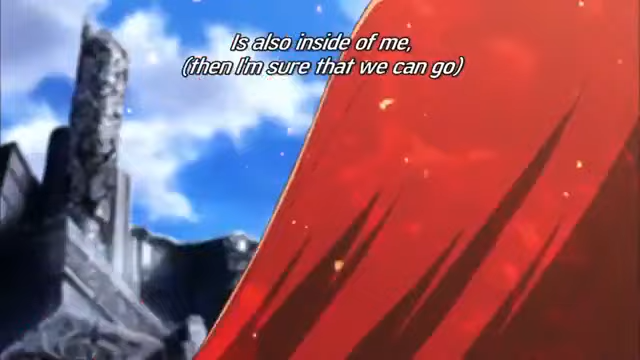 Is also inside of me,
(then I'm sure that we can go)